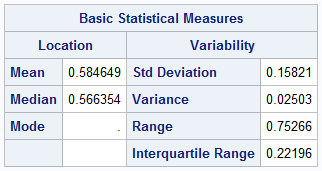 Basic Statistical Measures
Location Variability
Mean 0.584649 Std Deviation 0.15821
Median 0.566354 Variance 0.02503
Mode . Range 0.75266
Interquartile Range 0.22196